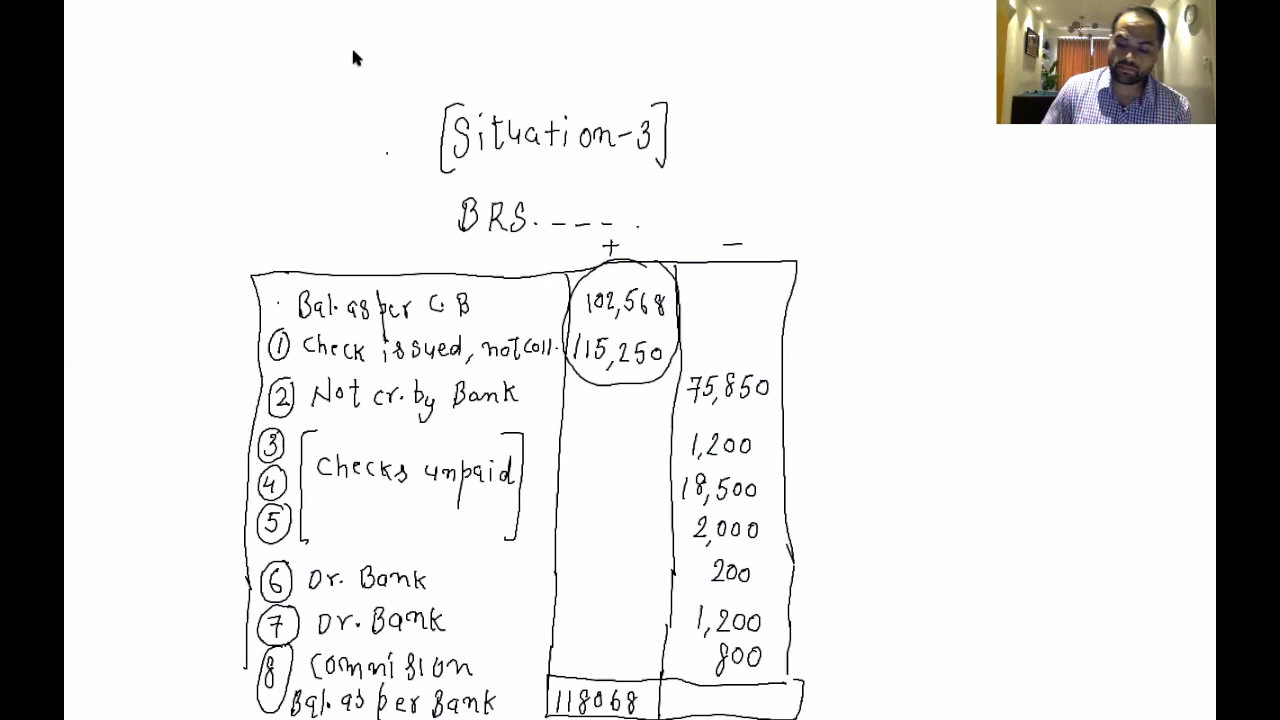 [Situation-3]
BRS. - - - .
+ -
Bal. as per C.B 102,568
① Check issued, not coll. 115,250
② Not cr. by Bank 75,850
③ 1,200
④ [Checks unpaid] 18,500
⑤ 2,000
⑥ Dr. Bank 200
⑦ Dr. Bank 1,200
⑧ Commision 800
Bal. as per Bank 118068